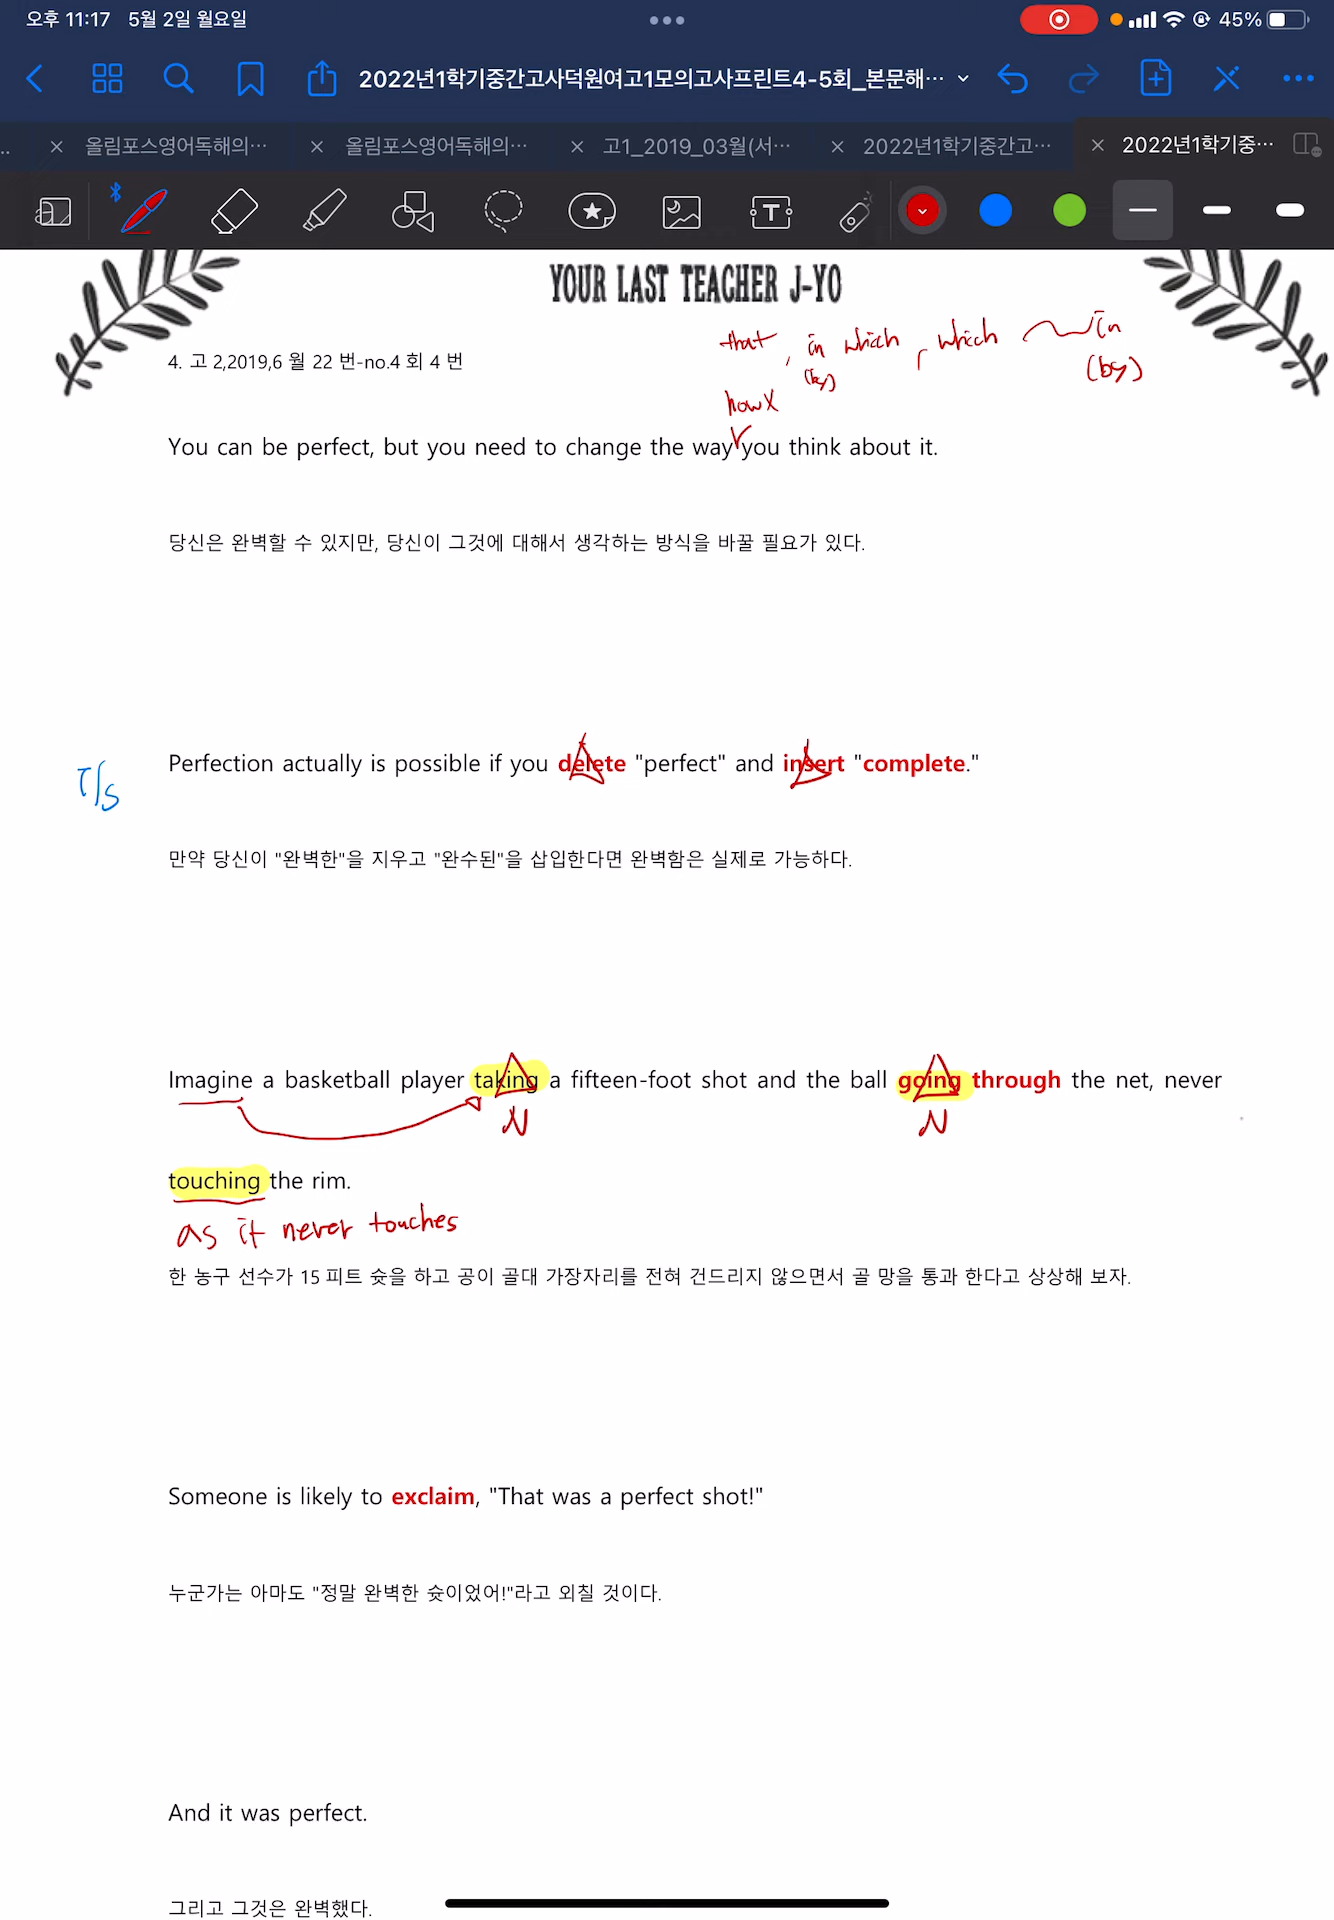 오후 11:17 5월 2일 월요일 45%
2022년1학기중간고사덕원여고1모의고사프린트4-5회_본문해…
올림포스영어독해의… 올림포스영어독해의… 고1_2019_03월(서… 2022년1학기중간고… 2022년1학기중…
YOUR LAST TEACHER J-YO
that, in which, which in
(by) (by)
4. 고 2,2019,6 월 22 번-no.4 회 4 번
how X
You can be perfect, but you need to change the way you think about it.
당신은 완벽할 수 있지만, 당신이 그것에 대해서 생각하는 방식을 바꿀 필요가 있다.
T/S
Perfection actually is possible if you delete "perfect" and insert "complete."
만약 당신이 "완벽한"을 지우고 "완수된"을 삽입한다면 완벽함은 실제로 가능하다.
Imagine a basketball player taking a fifteen-foot shot and the ball going through the net, never
N N
touching the rim.
as it never touches
한 농구 선수가 15 피트 슛을 하고 공이 골대 가장자리를 전혀 건드리지 않으면서 골 망을 통과 한다고 상상해 보자.
Someone is likely to exclaim, "That was a perfect shot!"
누군가는 아마도 "정말 완벽한 슛이었어!"라고 외칠 것이다.
And it was perfect.
그리고 그것은 완벽했다.